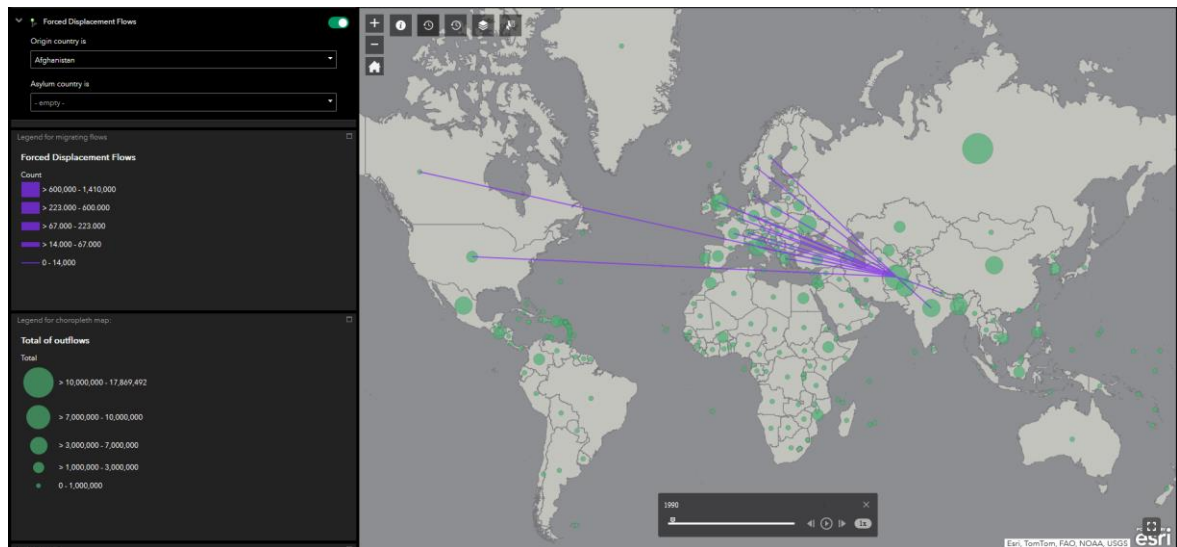 Forced Displacement Flows
Origin country is
Afghanistan
Asylum country is
- empty -
Legend for migrating flows
Forced Displacement Flows
Count
> 600,000 - 1,410,000
> 223.000 - 600.000
> 67.000 - 223.000
> 14.000 - 67.000
0 - 14,000
Legend for choropleth map:
Total of outflows
Total
> 10,000,000 - 17,869,492
> 7,000,000 - 10,000,000
> 3,000,000 - 7,000,000
> 1,000,000 - 3,000,000
0 - 1,000,000
1990
1x
Esri, TomTom, FAO, NOAA, USGS
esri